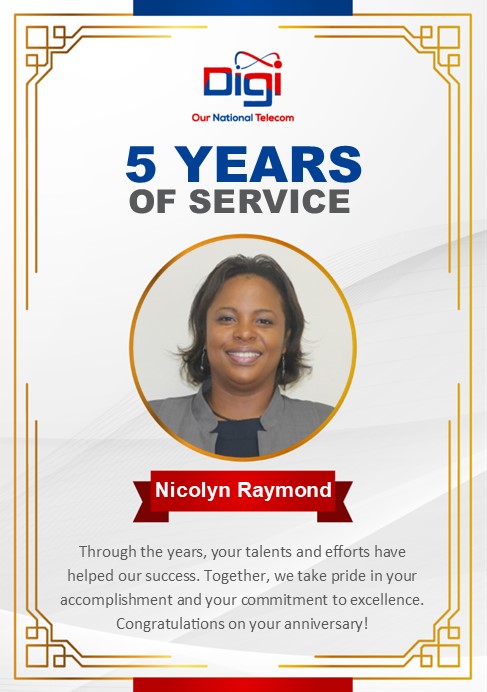 Digi
Our National Telecom
5 YEARS
OF SERVICE
Nicolyn Raymond
Through the years, your talents and efforts have
helped our success. Together, we take pride in your
accomplishment and your commitment to excellence.
Congratulations on your anniversary!